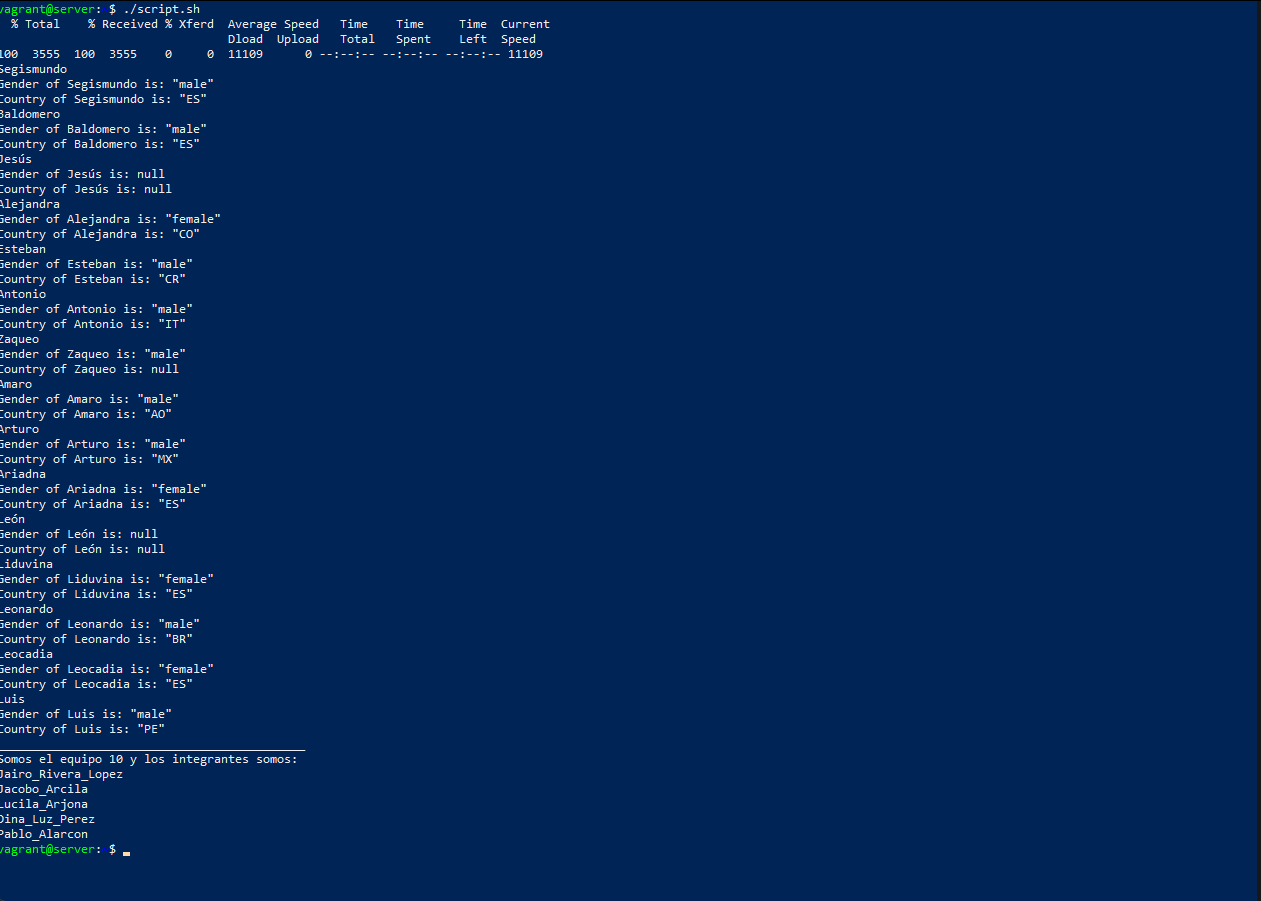 vagrant@server: $ ./script.sh
% Total % Received % Xferd Average Speed Time Time Time Current
Dload Upload Total Spent Left Speed
100 3555 100 3555 0 0 11109 0 --:--:-- --:--:-- --:--:-- 11109
Segismundo
Gender of Segismundo is: "male"
Country of Segismundo is: "ES"
Baldomero
Gender of Baldomero is: "male"
Country of Baldomero is: "ES"
Jesús
Gender of Jesús is: null
Country of Jesús is: null
Alejandra
Gender of Alejandra is: "female"
Country of Alejandra is: "CO"
Esteban
Gender of Esteban is: "male"
Country of Esteban is: "CR"
Antonio
Gender of Antonio is: "male"
Country of Antonio is: "IT"
Zaqueo
Gender of Zaqueo is: "male"
Country of Zaqueo is: null
Amaro
Gender of Amaro is: "male"
Country of Amaro is: "AO"
Arturo
Gender of Arturo is: "male"
Country of Arturo is: "MX"
Ariadna
Gender of Ariadna is: "female"
Country of Ariadna is: "ES"
León
Gender of León is: null
Country of León is: null
Liduvina
Gender of Liduvina is: "female"
Country of Liduvina is: "ES"
Leonardo
Gender of Leonardo is: "male"
Country of Leonardo is: "BR"
Leocadia
Gender of Leocadia is: "female"
Country of Leocadia is: "ES"
Luis
Gender of Luis is: "male"
Country of Luis is: "PE"
Somos el equipo 10 y los integrantes somos:
Jairo_Rivera_Lopez
Jacobo_Arcila
Lucila_Arjona
Dina_Luz_Perez
Pablo_Alarcon
vagrant@server: $